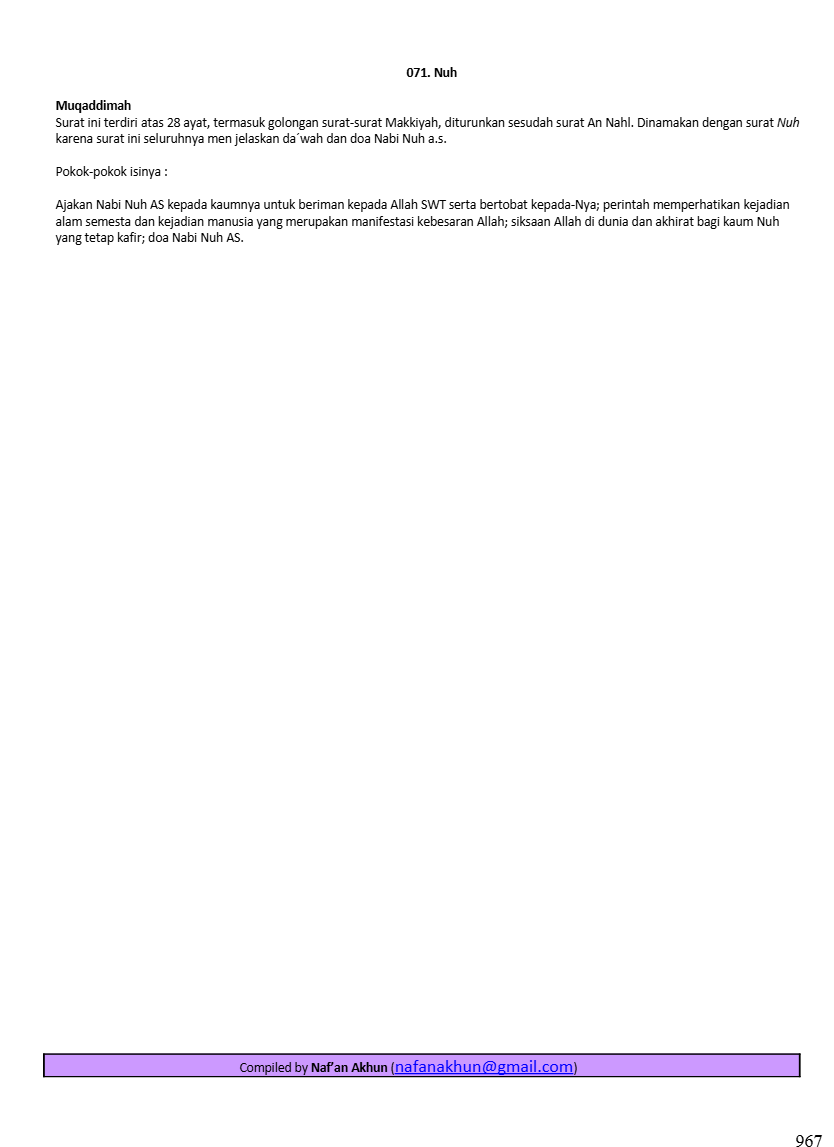 071. Nuh
Muqaddimah
Surat ini terdiri atas 28 ayat, termasuk golongan surat-surat Makkiyah, diturunkan sesudah surat An Nahl. Dinamakan dengan surat Nuh
karena surat ini seluruhnya men jelaskan da´wah dan doa Nabi Nuh a.s.
Pokok-pokok isinya :
Ajakan Nabi Nuh AS kepada kaumnya untuk beriman kepada Allah SWT serta bertobat kepada-Nya; perintah memperhatikan kejadian
alam semesta dan kejadian manusia yang merupakan manifestasi kebesaran Allah; siksaan Allah di dunia dan akhirat bagi kaum Nuh
yang tetap kafir; doa Nabi Nuh AS.
Compiled by Naf’an Akhun (nafanakhun@gmail.com)
967